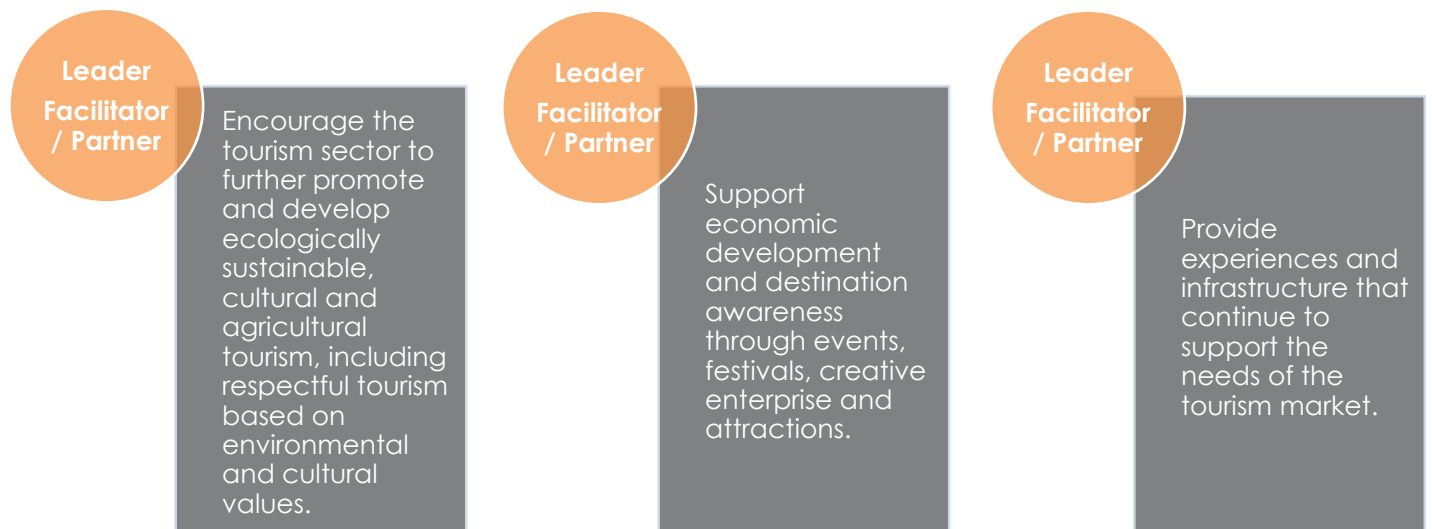 Leader
Facilitator
/ Partner
Encourage the
tourism sector to
further promote
and develop
ecologically
sustainable,
cultural and
agricultural
tourism, including
respectful tourism
based on
environmental
and cultural
values.
Leader
Facilitator
/ Partner
Support
economic
development
and destination
awareness
through events,
festivals, creative
enterprise and
attractions.
Leader
Facilitator
/ Partner
Provide
experiences and
infrastructure that
continue to
support the
needs of the
tourism market.